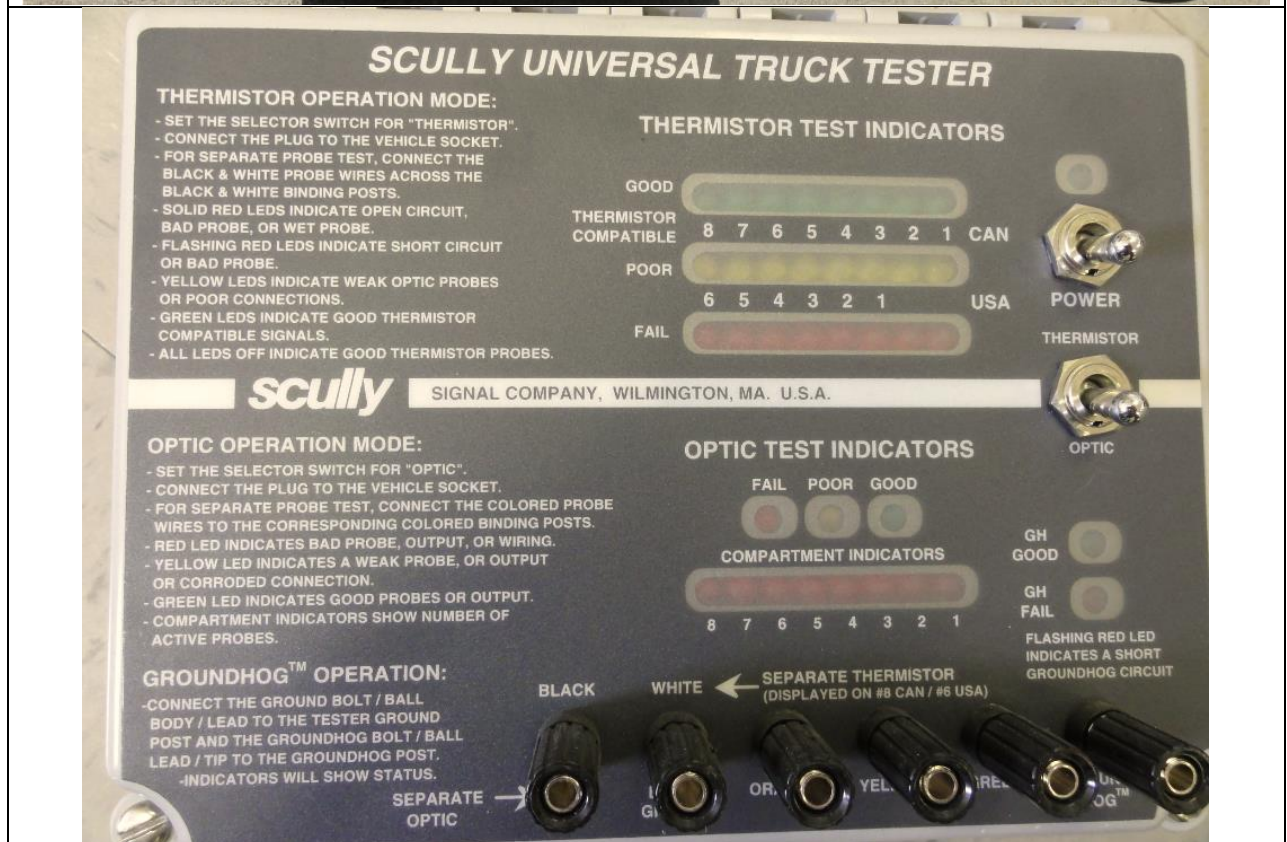 SCULLY UNIVERSAL TRUCK TESTER
THERMISTOR OPERATION MODE:
- SET THE SELECTOR SWITCH FOR "THERMISTOR".
- CONNECT THE PLUG TO THE VEHICLE SOCKET.
- FOR SEPARATE PROBE TEST, CONNECT THE
BLACK & WHITE PROBE WIRES ACROSS THE
BLACK & WHITE BINDING POSTS.
- SOLID RED LEDS INDICATE OPEN CIRCUIT,
BAD PROBE, OR WET PROBE.
- FLASHING RED LEDS INDICATE SHORT CIRCUIT
OR BAD PROBE.
- YELLOW LEDS INDICATE WEAK OPTIC PROBES
OR POOR CONNECTIONS.
- GREEN LEDS INDICATE GOOD THERMISTOR
COMPATIBLE SIGNALS.
- ALL LEDS OFF INDICATE GOOD THERMISTOR PROBES.
THERMISTOR TEST INDICATORS
GOOD
THERMISTOR
COMPATIBLE
8 7 6 5 4 3 2 1 CAN
POOR
6 5 4 3 2 1 USA
FAIL
POWER
THERMISTOR
OPTIC
scully
SIGNAL COMPANY, WILMINGTON, MA. U.S.A.
OPTIC OPERATION MODE:
- SET THE SELECTOR SWITCH FOR "OPTIC".
- CONNECT THE PLUG TO THE VEHICLE SOCKET.
- FOR SEPARATE PROBE TEST, CONNECT THE COLORED PROBE
WIRES TO THE CORRESPONDING COLORED BINDING POSTS.
- RED LED INDICATES BAD PROBE, OUTPUT, OR WIRING.
- YELLOW LED INDICATES A WEAK PROBE, OR OUTPUT
OR CORRODED CONNECTION.
- GREEN LED INDICATES GOOD PROBES OR OUTPUT.
- COMPARTMENT INDICATORS SHOW NUMBER OF
ACTIVE PROBES.
OPTIC TEST INDICATORS
FAIL POOR GOOD
COMPARTMENT INDICATORS
8 7 6 5 4 3 2 1
GH
GOOD
GH
FAIL
FLASHING RED LED
INDICATES A SHORT
GROUNDHOG CIRCUIT
GROUNDHOG™ OPERATION:
-CONNECT THE GROUND BOLT / BALL
BODY / LEAD TO THE TESTER GROUND
POST AND THE GROUNDHOG BOLT / BALL
LEAD / TIP TO THE GROUNDHOG POST.
-INDICATORS WILL SHOW STATUS.
BLACK
WHITE
SEPARATE THERMISTOR
(DISPLAYED ON #8 CAN / #6 USA)
SEPARATE
OPTIC